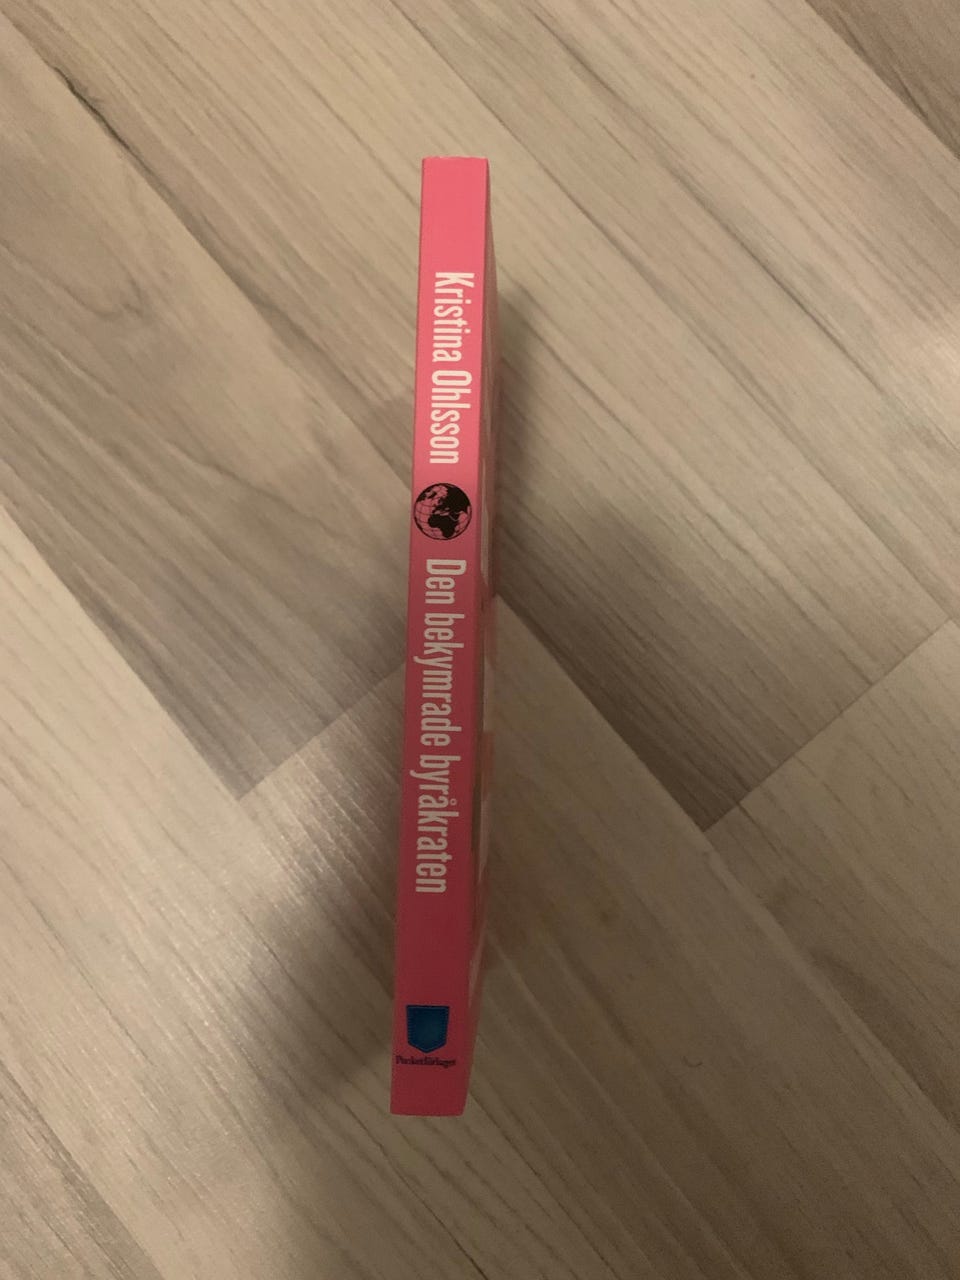 Kristina Ohlsson Den bekymrade byråkraten
Pocketförlaget